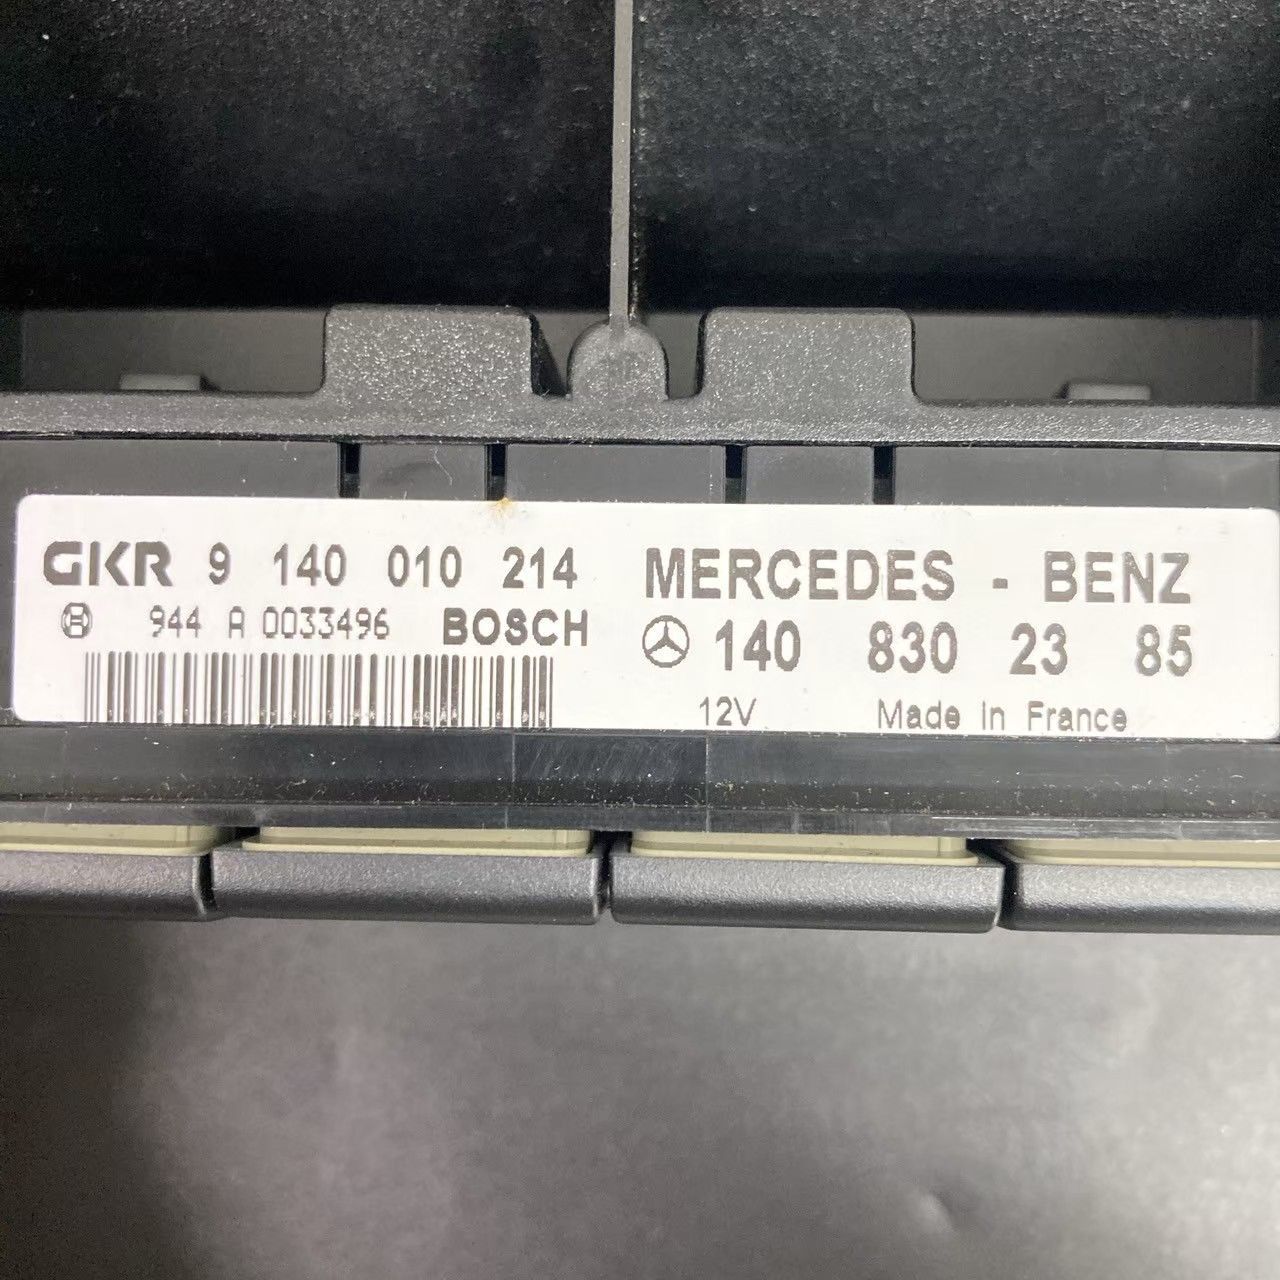 GKR 9 140 010 214
944 A 0033496 BOSCH
MERCEDES - BENZ
140 830 23 85
12V Made in France